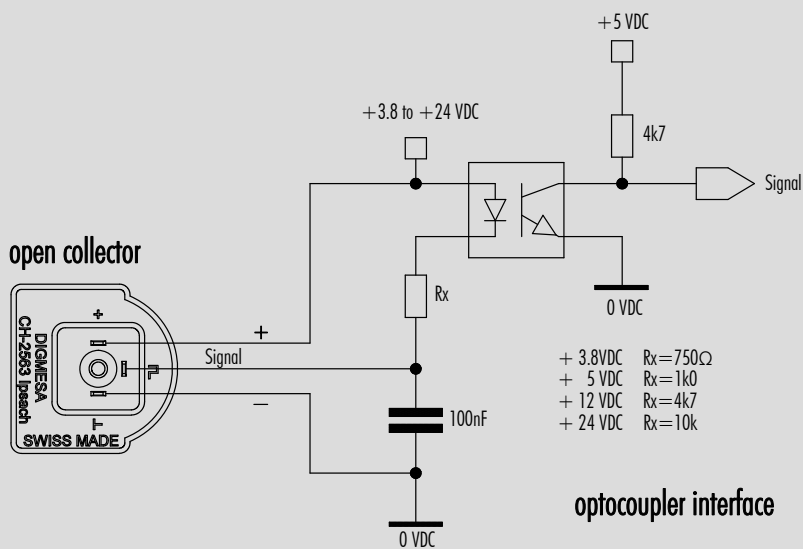 +5 VDC
+3.8 to +24 VDC
4k7
Signal
open collector
0 VDC
Rx
+
DIGMESA
CH-2563 Ipsach
SWISS MADE
+
Signal
−
+ 3.8VDC Rx=750Ω
+ 5 VDC Rx=1k0
+ 12 VDC Rx=4k7
+ 24 VDC Rx=10k
100nF
optocoupler interface
0 VDC